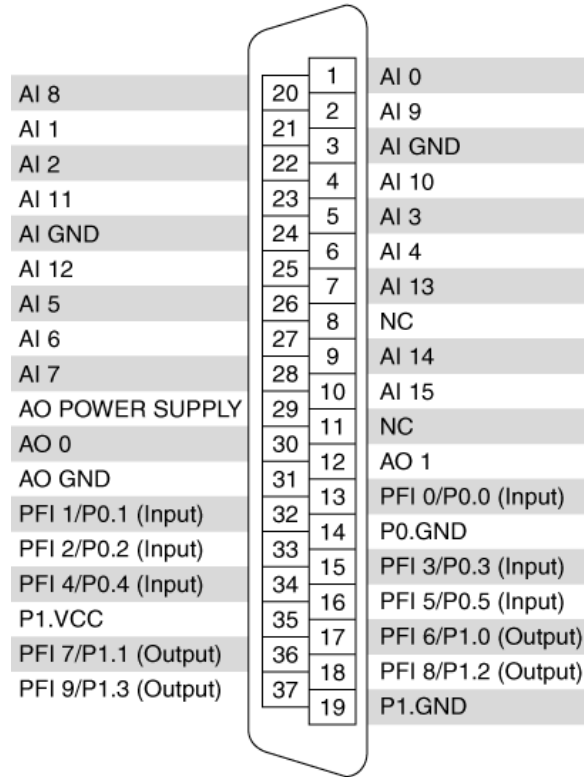 AI 8
AI 1
AI 2
AI 11
AI GND
AI 12
AI 5
AI 6
AI 7
AO POWER SUPPLY
AO 0
AO GND
PFI 1/P0.1 (Input)
PFI 2/P0.2 (Input)
PFI 4/P0.4 (Input)
P1.VCC
PFI 7/P1.1 (Output)
PFI 9/P1.3 (Output)
20
21
22
23
24
25
26
27
28
29
30
31
32
33
34
35
36
37
1
2
3
4
5
6
7
8
9
10
11
12
13
14
15
16
17
18
19
AI 0
AI 9
AI GND
AI 10
AI 3
AI 4
AI 13
NC
AI 14
AI 15
NC
AO 1
PFI 0/P0.0 (Input)
P0.GND
PFI 3/P0.3 (Input)
PFI 5/P0.5 (Input)
PFI 6/P1.0 (Output)
PFI 8/P1.2 (Output)
P1.GND